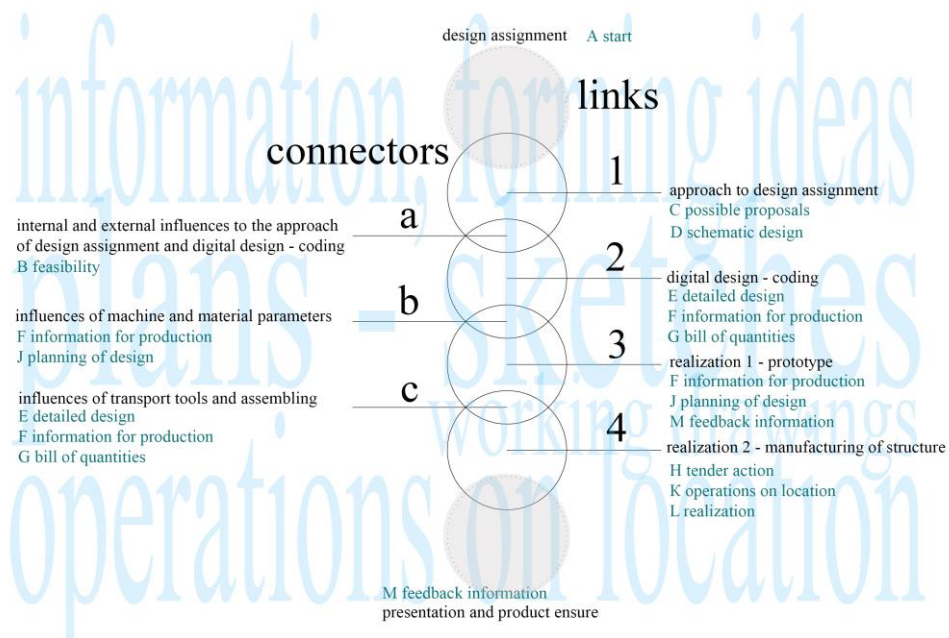 information, forming ideas
plans - sketches
working drawings
operations on location
design assignment A start
links
connectors
1
approach to design assignment
C possible proposals
D schematic design
a
internal and external influences to the approach
of design assignment and digital design - coding
B feasibility
2
digital design - coding
E detailed design
F information for production
G bill of quantities
b
influences of machine and material parameters
F information for production
J planning of design
3
realization 1 - prototype
F information for production
J planning of design
M feedback information
c
influences of transport tools and assembling
E detailed design
F information for production
G bill of quantities
4
realization 2 - manufacturing of structure
H tender action
K operations on location
L realization
M feedback information
presentation and product ensure